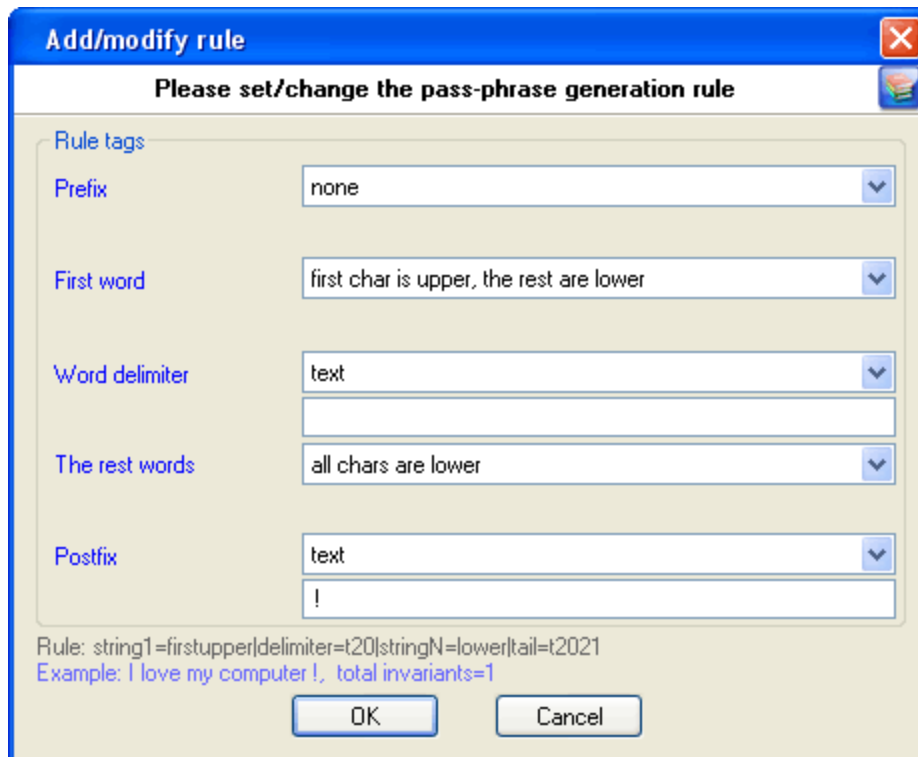 Add/modify rule
Please set/change the pass-phrase generation rule
Rule tags
Prefix
none
First word
first char is upper, the rest are lower
Word delimiter
text
The rest words
all chars are lower
Postfix
text
!
Rule: string1=firstupper|delimiter=t20|stringN=lower|tail=t2021
Example: I love my computer !, total invariants=1
OK
Cancel